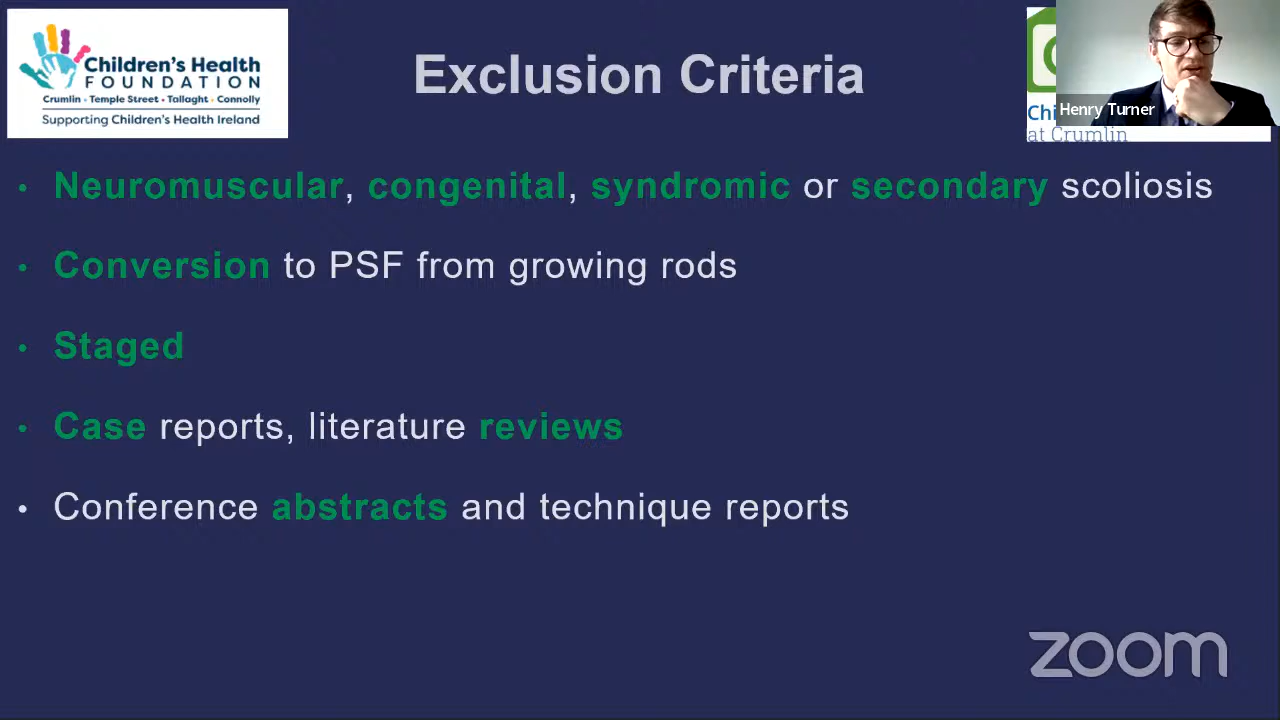 Children's Health
FOUNDATION
Crumlin • Temple Street • Tallaght • Connolly
Supporting Children's Health Ireland
Exclusion Criteria
Henry Turner
Chi
at Crumlin
• Neuromuscular, congenital, syndromic or secondary scoliosis
• Conversion to PSF from growing rods
• Staged
• Case reports, literature reviews
• Conference abstracts and technique reports
zoom